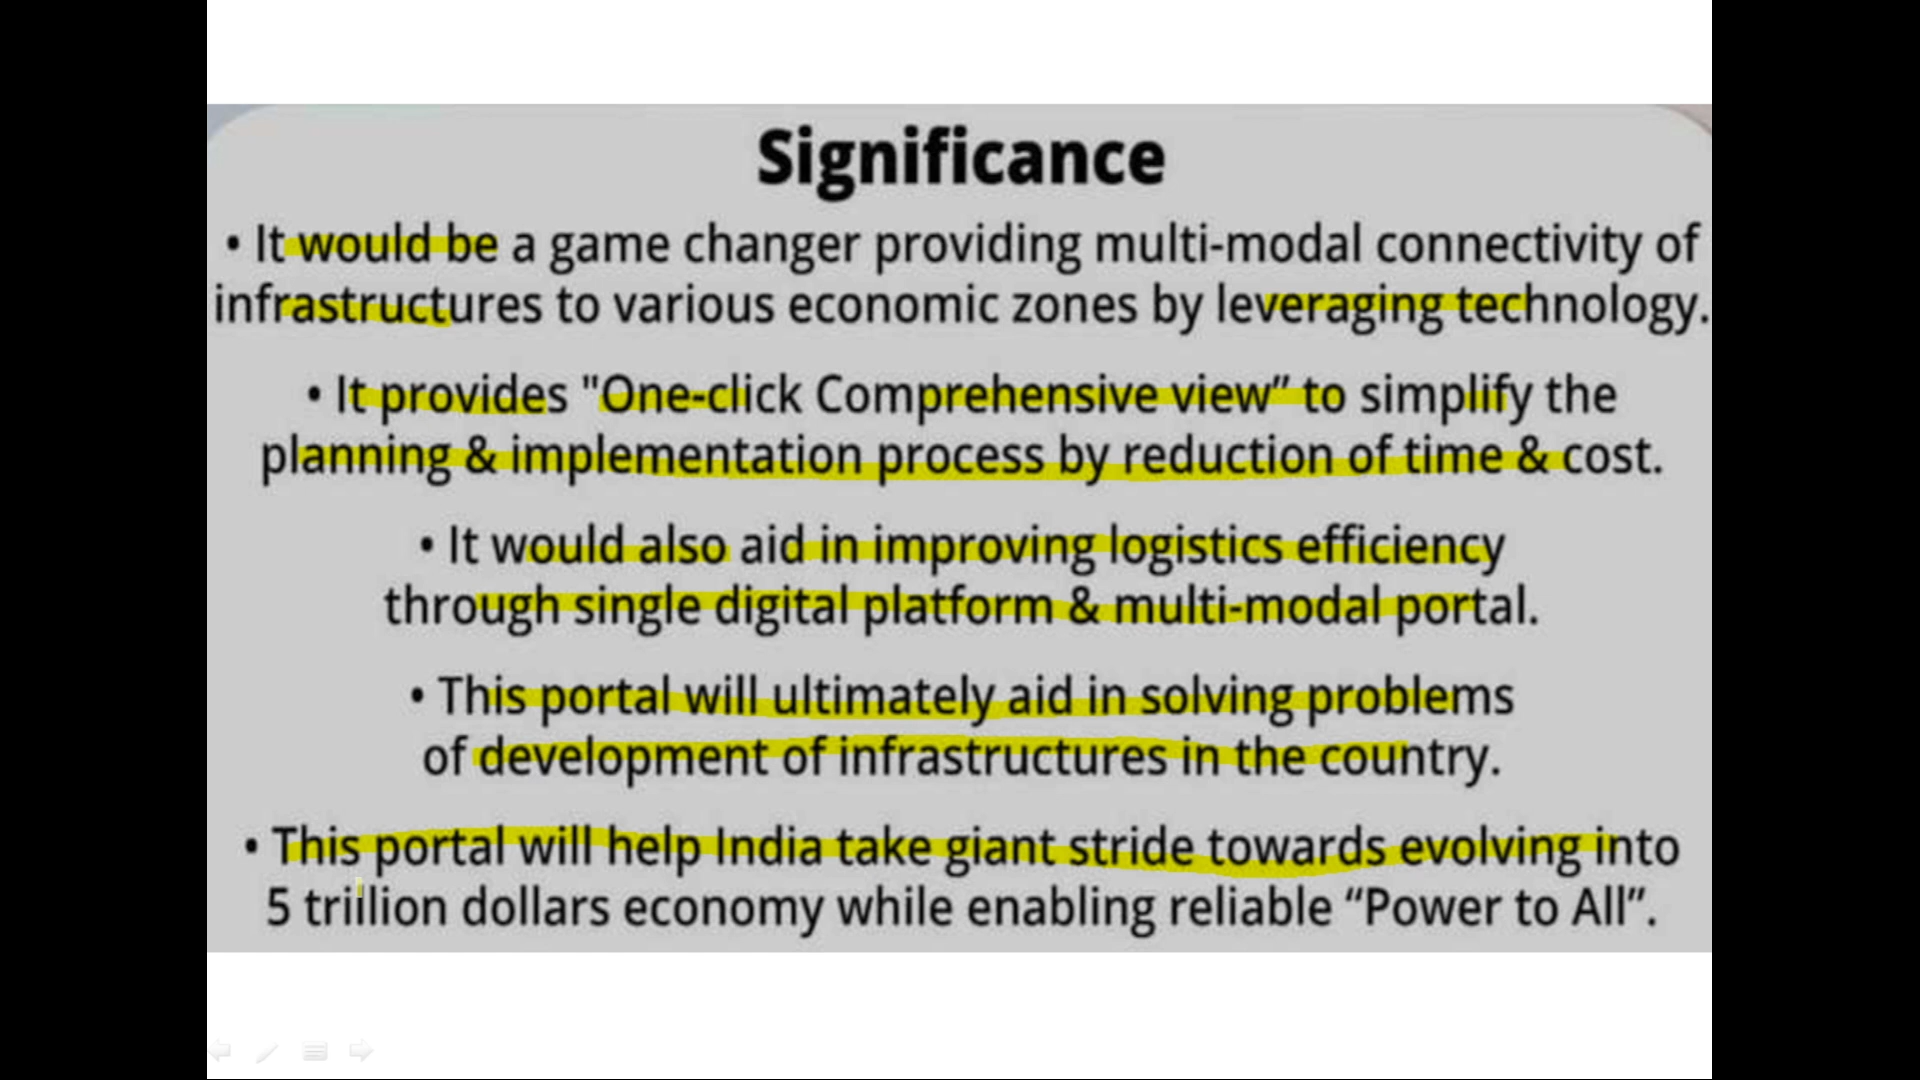 Significance
• It would be a game changer providing multi-modal connectivity of
infrastructures to various economic zones by leveraging technology.
• It provides "One-click Comprehensive view” to simplify the
planning & implementation process by reduction of time & cost.
• It would also aid in improving logistics efficiency
through single digital platform & multi-modal portal.
• This portal will ultimately aid in solving problems
of development of infrastructures in the country.
• This portal will help India take giant stride towards evolving into
5 trillion dollars economy while enabling reliable “Power to All”.